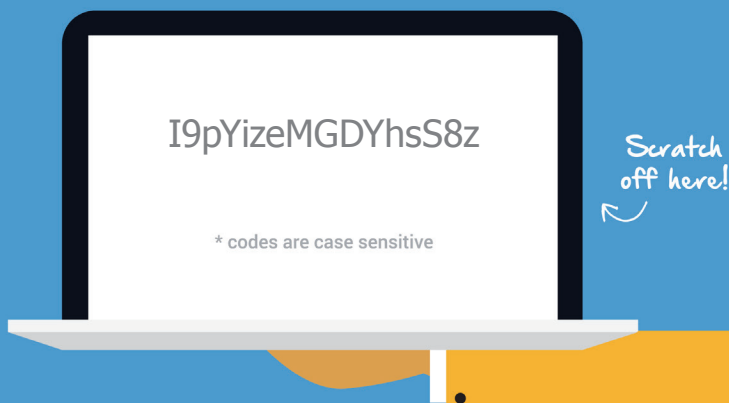 I9pYizeMGDYhsS8z
* codes are case sensitive
Scratch
off here!